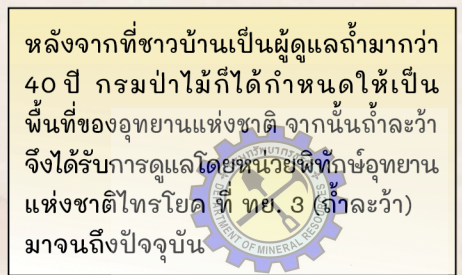 หลังจากที่ชาวบ้านเป็นผู้ดูแลถ้ำมากว่า
40 ปี กรมป่าไม้ก็ได้กำหนดให้เป็น
พื้นที่ของอุทยานแห่งชาติ จากนั้นถ้ำละว้า
จึงได้รับการดูแลโดยหน่วยพิทักษ์อุทยาน
แห่งชาติไทรโยค ที่ ทย. 3 (ถ้ำละว้า)
มาจนถึงปัจจุบัน
DEPARTMENT OF MINERAL RESOURCES